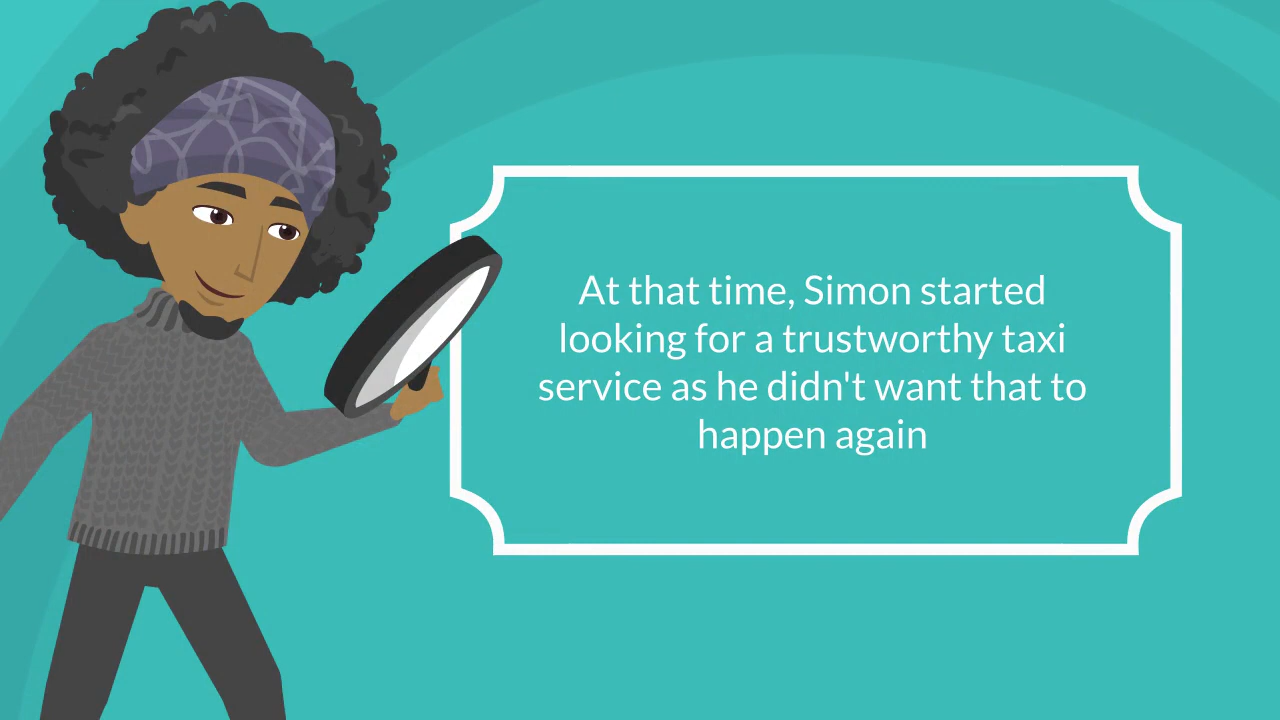 At that time, Simon started
looking for a trustworthy taxi
service as he didn't want that to
happen again